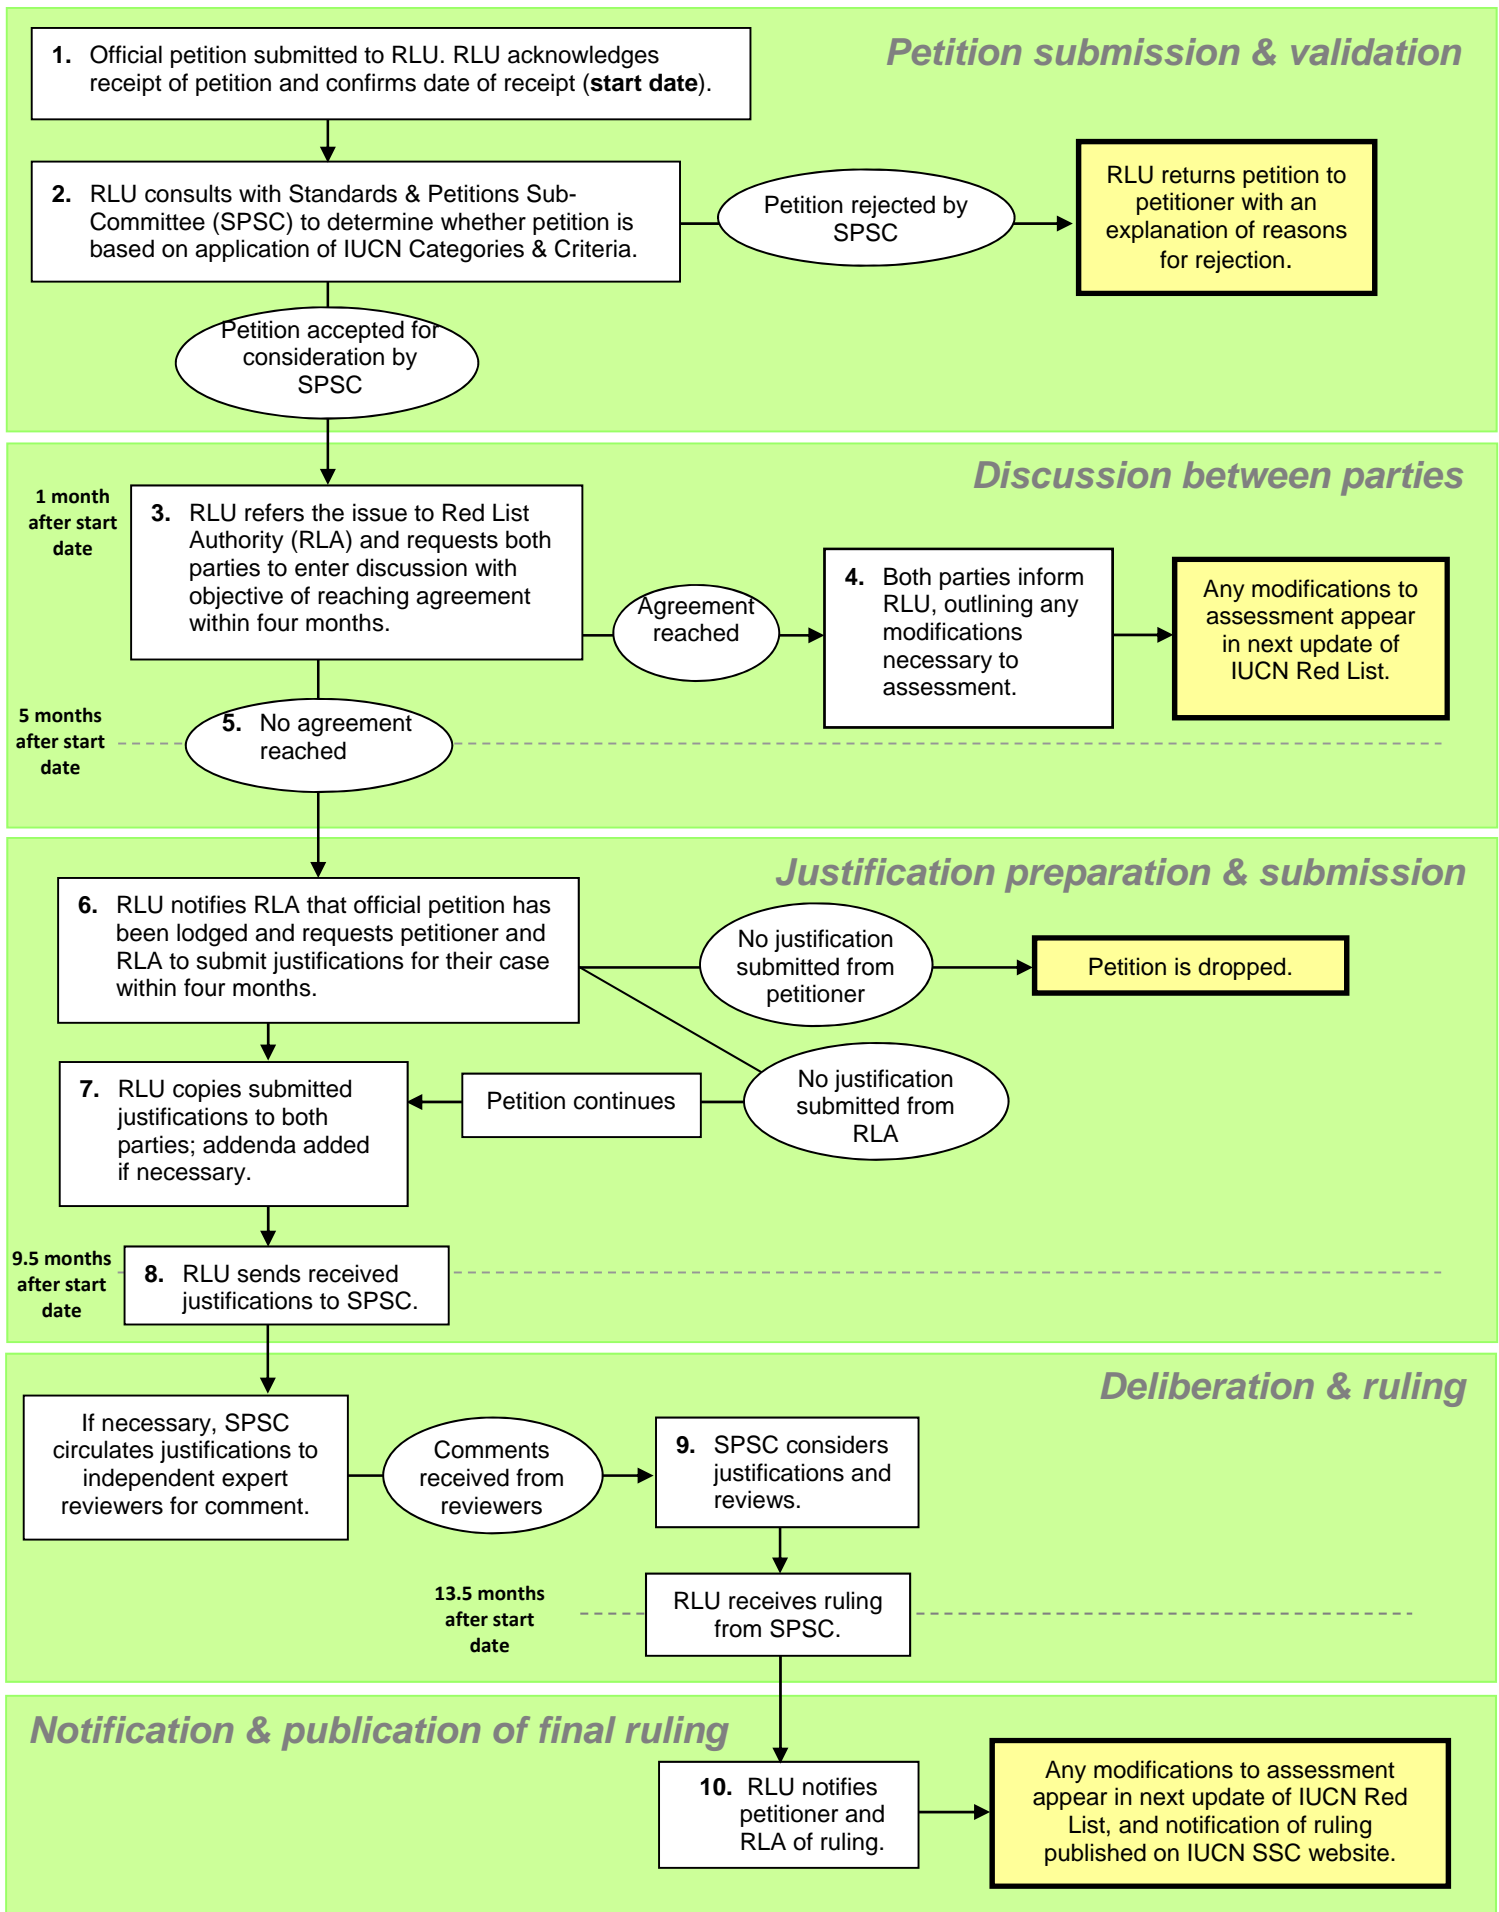 Petition submission & validation
1. Official petition submitted to RLU. RLU acknowledges
receipt of petition and confirms date of receipt (start date).
2. RLU consults with Standards & Petitions Sub-
Committee (SPSC) to determine whether petition is
based on application of IUCN Categories & Criteria.
Petition rejected by
SPSC
RLU returns petition to
petitioner with an
explanation of reasons
for rejection.
Petition accepted for
consideration by
SPSC
Discussion between parties
1 month
after start
date
3. RLU refers the issue to Red List
Authority (RLA) and requests both
parties to enter discussion with
objective of reaching agreement
within four months.
Agreement
reached
4. Both parties inform
RLU, outlining any
modifications
necessary to
assessment.
Any modifications to
assessment appear
in next update of
IUCN Red List.
5 months
after start
date
5. No agreement
reached
Justification preparation & submission
6. RLU notifies RLA that official petition has
been lodged and requests petitioner and
RLA to submit justifications for their case
within four months.
No justification
submitted from
petitioner
Petition is dropped.
7. RLU copies submitted
justifications to both
parties; addenda added
if necessary.
Petition continues
No justification
submitted from
RLA
9.5 months
after start
date
8. RLU sends received
justifications to SPSC.
Deliberation & ruling
If necessary, SPSC
circulates justifications to
independent expert
reviewers for comment.
Comments
received from
reviewers
9. SPSC considers
justifications and
reviews.
13.5 months
after start
date
RLU receives ruling
from SPSC.
Notification & publication of final ruling
10. RLU notifies
petitioner and
RLA of ruling.
Any modifications to assessment
appear in next update of IUCN Red
List, and notification of ruling
published on IUCN SSC website.